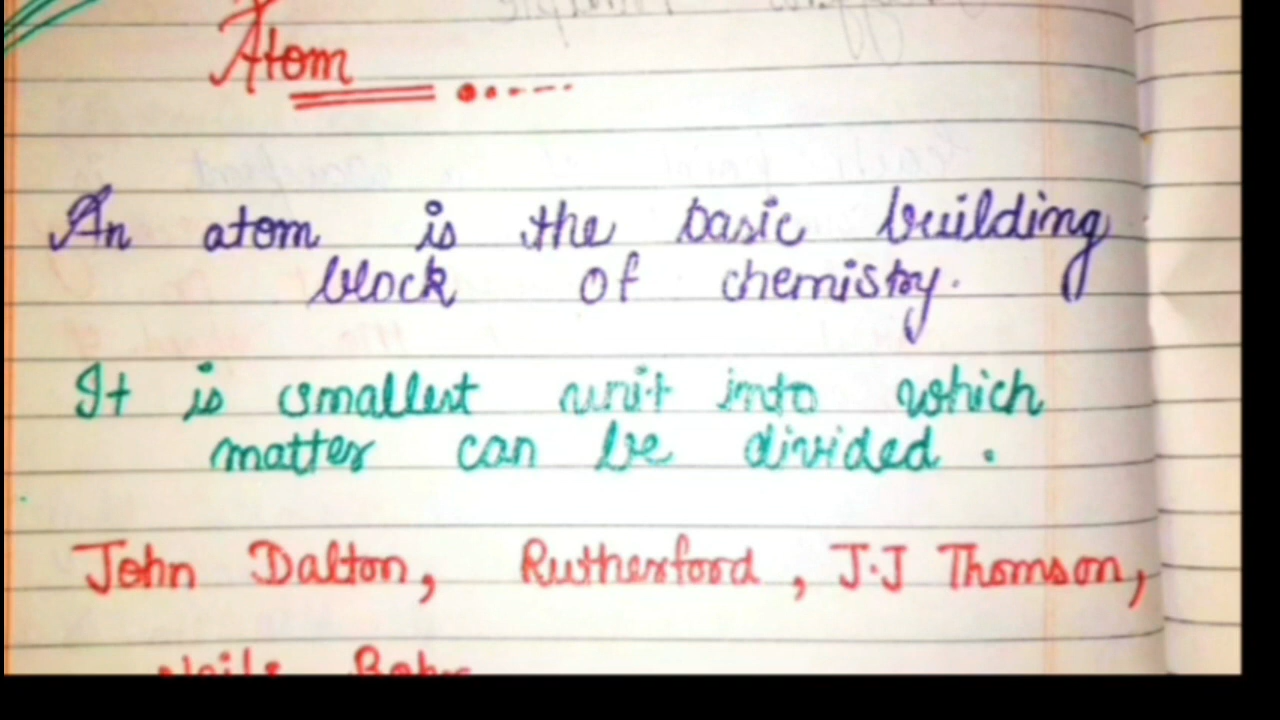 Atom
An atom is the basic building
block of chemistry.
It is smallest unit into which
matter can be divided.
John Dalton, Rutherford, J.J Thomson,